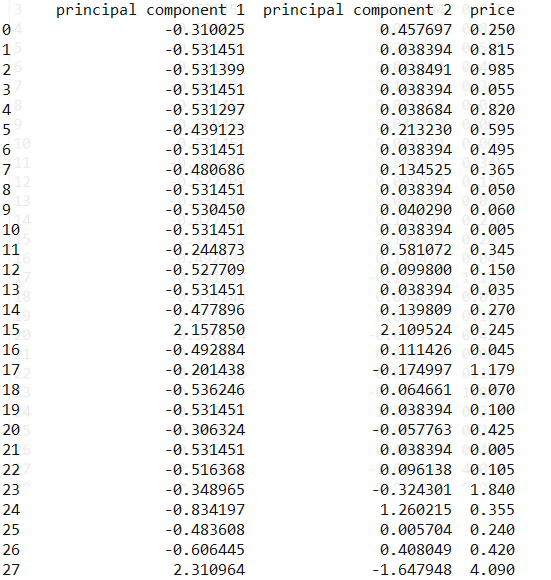 principal component 1 principal component 2 price
0 -0.310025 0.457697 0.250
1 -0.531451 0.038394 0.815
2 -0.531399 0.038491 0.985
3 -0.531451 0.038394 0.055
4 -0.531297 0.038684 0.820
5 -0.439123 0.213230 0.595
6 -0.531451 0.038394 0.495
7 -0.480686 0.134525 0.365
8 -0.531451 0.038394 0.050
9 -0.530450 0.040290 0.060
10 -0.531451 0.038394 0.005
11 -0.244873 0.581072 0.345
12 -0.527709 0.099800 0.150
13 -0.531451 0.038394 0.035
14 -0.477896 0.139809 0.270
15 2.157850 2.109524 0.245
16 -0.492884 0.111426 0.045
17 -0.201438 -0.174997 1.179
18 -0.536246 0.064661 0.070
19 -0.531451 0.038394 0.100
20 -0.306324 -0.057763 0.425
21 -0.531451 0.038394 0.005
22 -0.516368 -0.096138 0.105
23 -0.348965 -0.324301 1.840
24 -0.834197 1.260215 0.355
25 -0.483608 0.005704 0.240
26 -0.606445 0.408049 0.420
27 2.310964 -1.647948 4.090